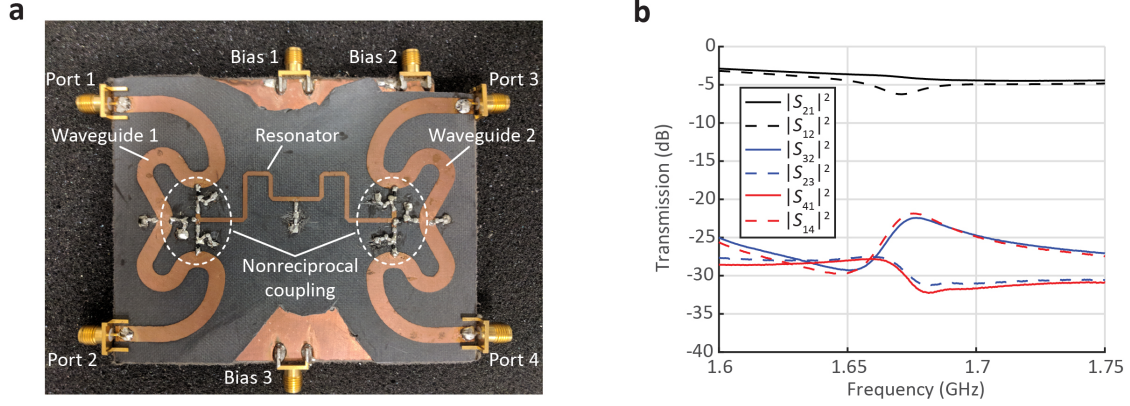 a
Bias 1
Bias 2
Port 1
Port 3
Waveguide 1
Resonator
Waveguide 2
Nonreciprocal
coupling
Port 2
Port 4
Bias 3
b
Transmission (dB)
0
-5
-10
-15
-20
-25
-30
-35
-40
|S21|²
|S12|²
|S32|²
|S23|²
|S41|²
|S14|²
1.6
1.65
1.7
1.75
Frequency (GHz)